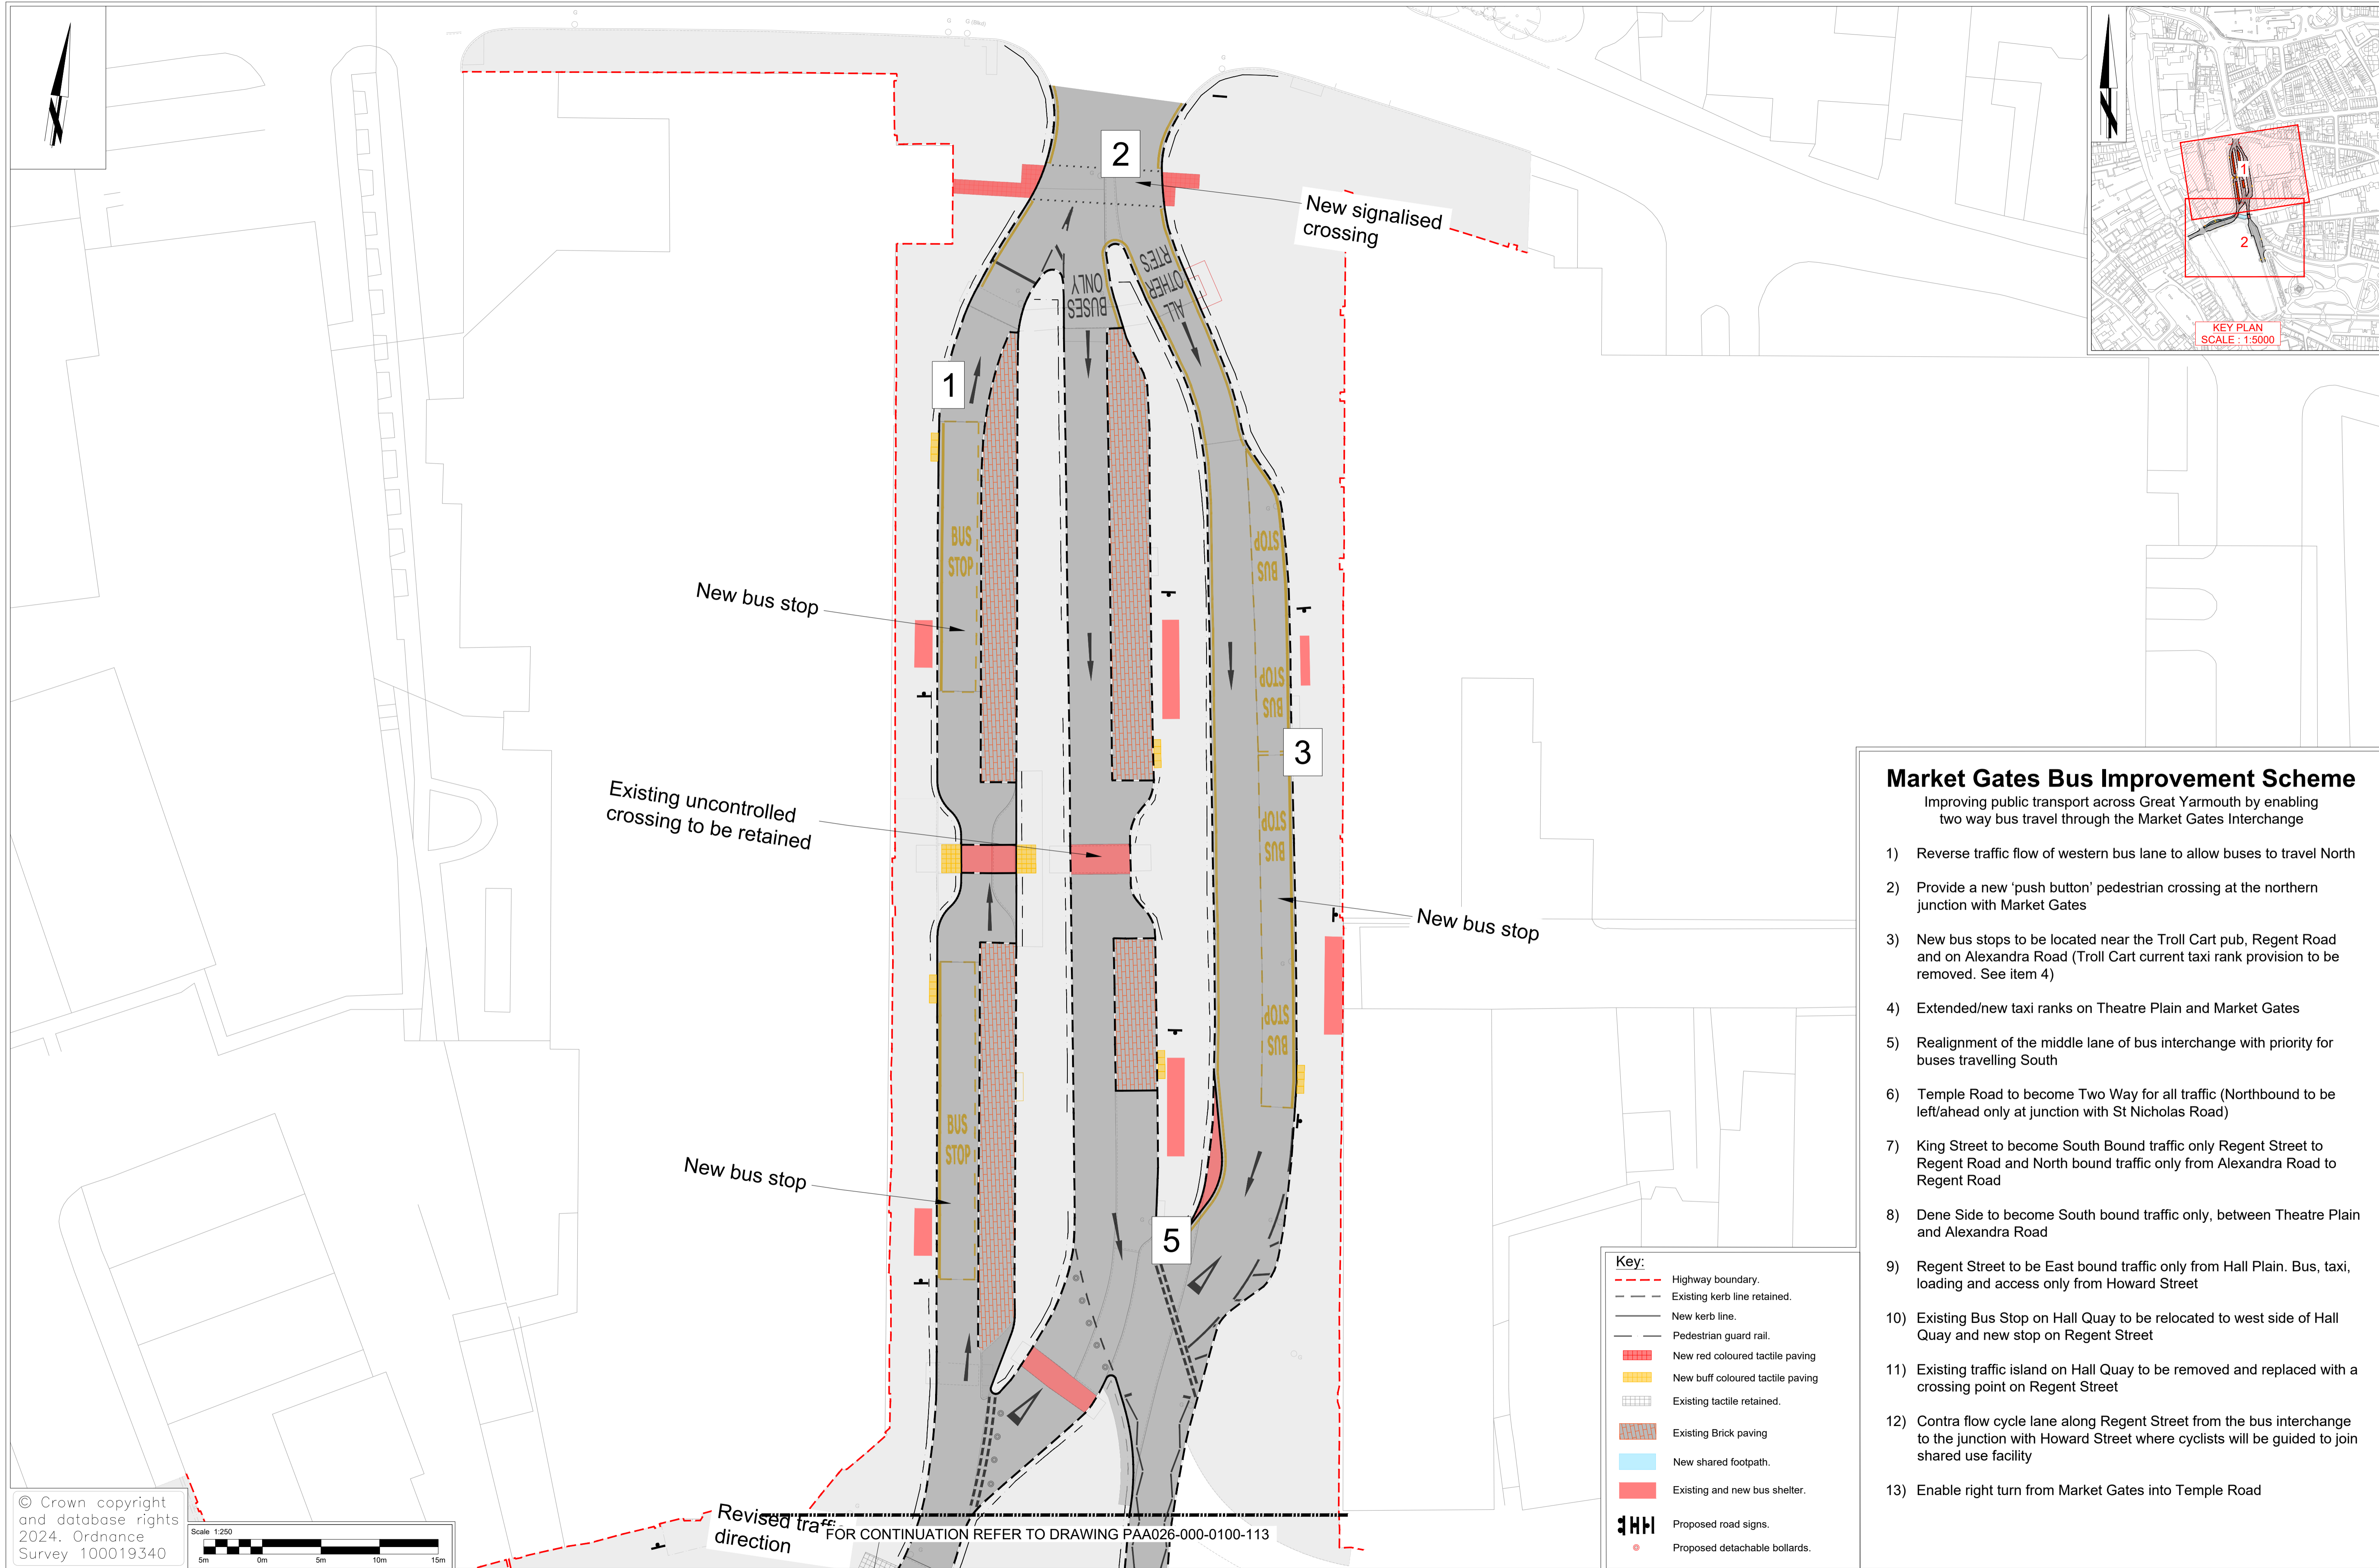 New signalised
crossing
2
BUSES
ONLY
ALL
OTHER
RTE'S
1
KEY PLAN
SCALE : 1:5000
1
2
BUS
STOP
New bus stop
BUS
STOP
BUS
STOP
3
Existing uncontrolled
crossing to be retained
BUS
STOP
New bus stop
BUS
STOP
BUS
STOP
New bus stop
5
Revised traffic
direction
FOR CONTINUATION REFER TO DRAWING PAA026-000-0100-113
© Crown copyright
and database rights
2024. Ordnance
Survey 100019340
Scale 1:250
5m 0m 5m 10m 15m
Key:
Highway boundary.
Existing kerb line retained.
New kerb line.
Pedestrian guard rail.
New red coloured tactile paving
New buff coloured tactile paving
Existing tactile retained.
Existing Brick paving
New shared footpath.
Existing and new bus shelter.
Proposed road signs.
Proposed detachable bollards.
Market Gates Bus Improvement Scheme
Improving public transport across Great Yarmouth by enabling
two way bus travel through the Market Gates Interchange
1) Reverse traffic flow of western bus lane to allow buses to travel North
2) Provide a new ‘push button’ pedestrian crossing at the northern
junction with Market Gates
3) New bus stops to be located near the Troll Cart pub, Regent Road
and on Alexandra Road (Troll Cart current taxi rank provision to be
removed. See item 4)
4) Extended/new taxi ranks on Theatre Plain and Market Gates
5) Realignment of the middle lane of bus interchange with priority for
buses travelling South
6) Temple Road to become Two Way for all traffic (Northbound to be
left/ahead only at junction with St Nicholas Road)
7) King Street to become South Bound traffic only Regent Street to
Regent Road and North bound traffic only from Alexandra Road to
Regent Road
8) Dene Side to become South bound traffic only, between Theatre Plain
and Alexandra Road
9) Regent Street to be East bound traffic only from Hall Plain. Bus, taxi,
loading and access only from Howard Street
10) Existing Bus Stop on Hall Quay to be relocated to west side of Hall
Quay and new stop on Regent Street
11) Existing traffic island on Hall Quay to be removed and replaced with a
crossing point on Regent Street
12) Contra flow cycle lane along Regent Street from the bus interchange
to the junction with Howard Street where cyclists will be guided to join
shared use facility
13) Enable right turn from Market Gates into Temple Road